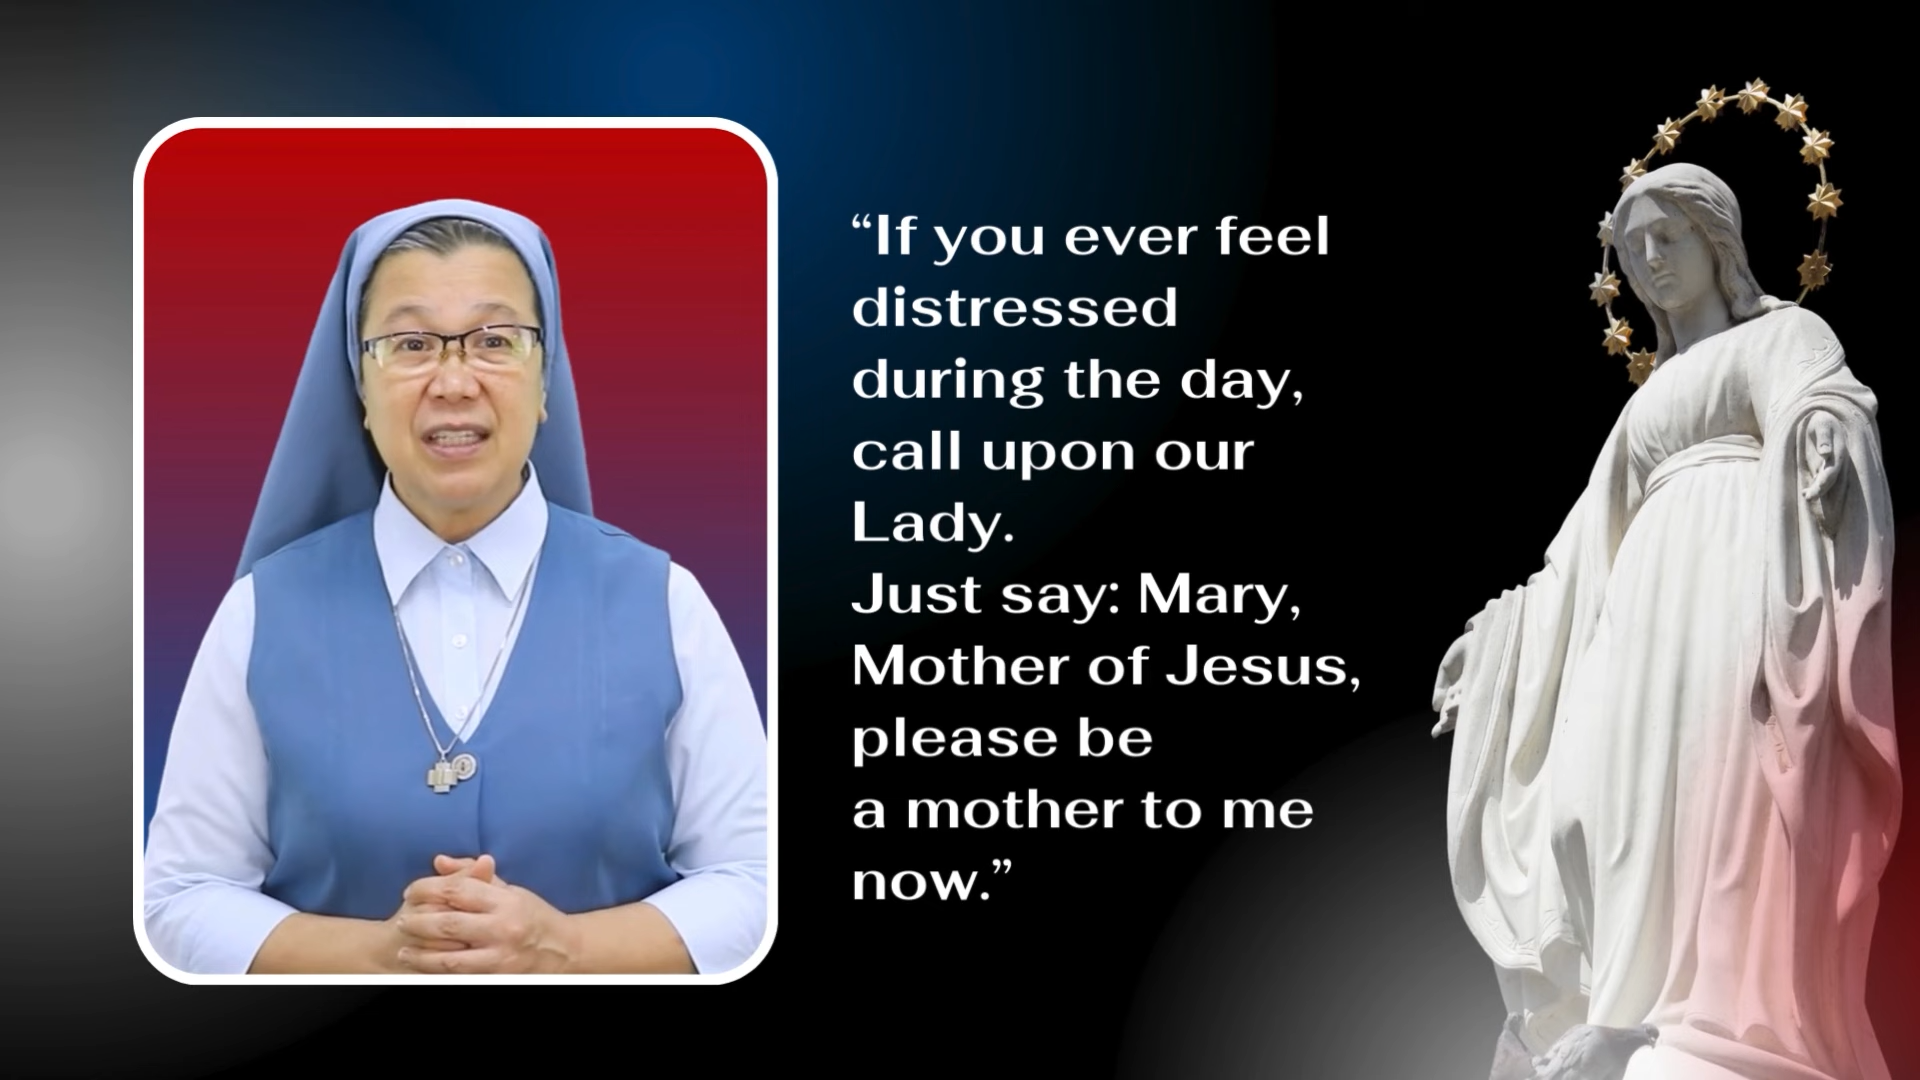 “If you ever feel
distressed
during the day,
call upon our
Lady.
Just say: Mary,
Mother of Jesus,
please be
a mother to me
now.”